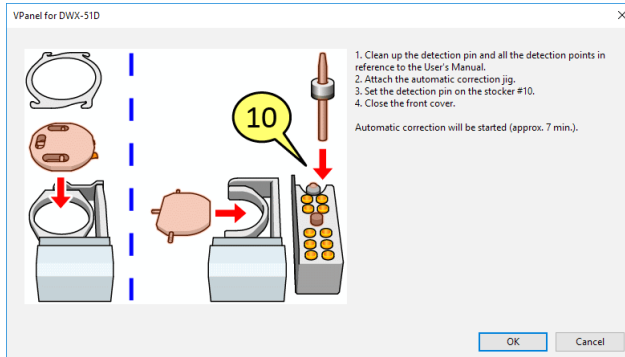 VPanel for DWX-51D
1. Clean up the detection pin and all the detection points in
reference to the User's Manual.
2. Attach the automatic correction jig.
3. Set the detection pin on the stocker #10.
4. Close the front cover.
Automatic correction will be started (approx. 7 min.).
10
OK
Cancel